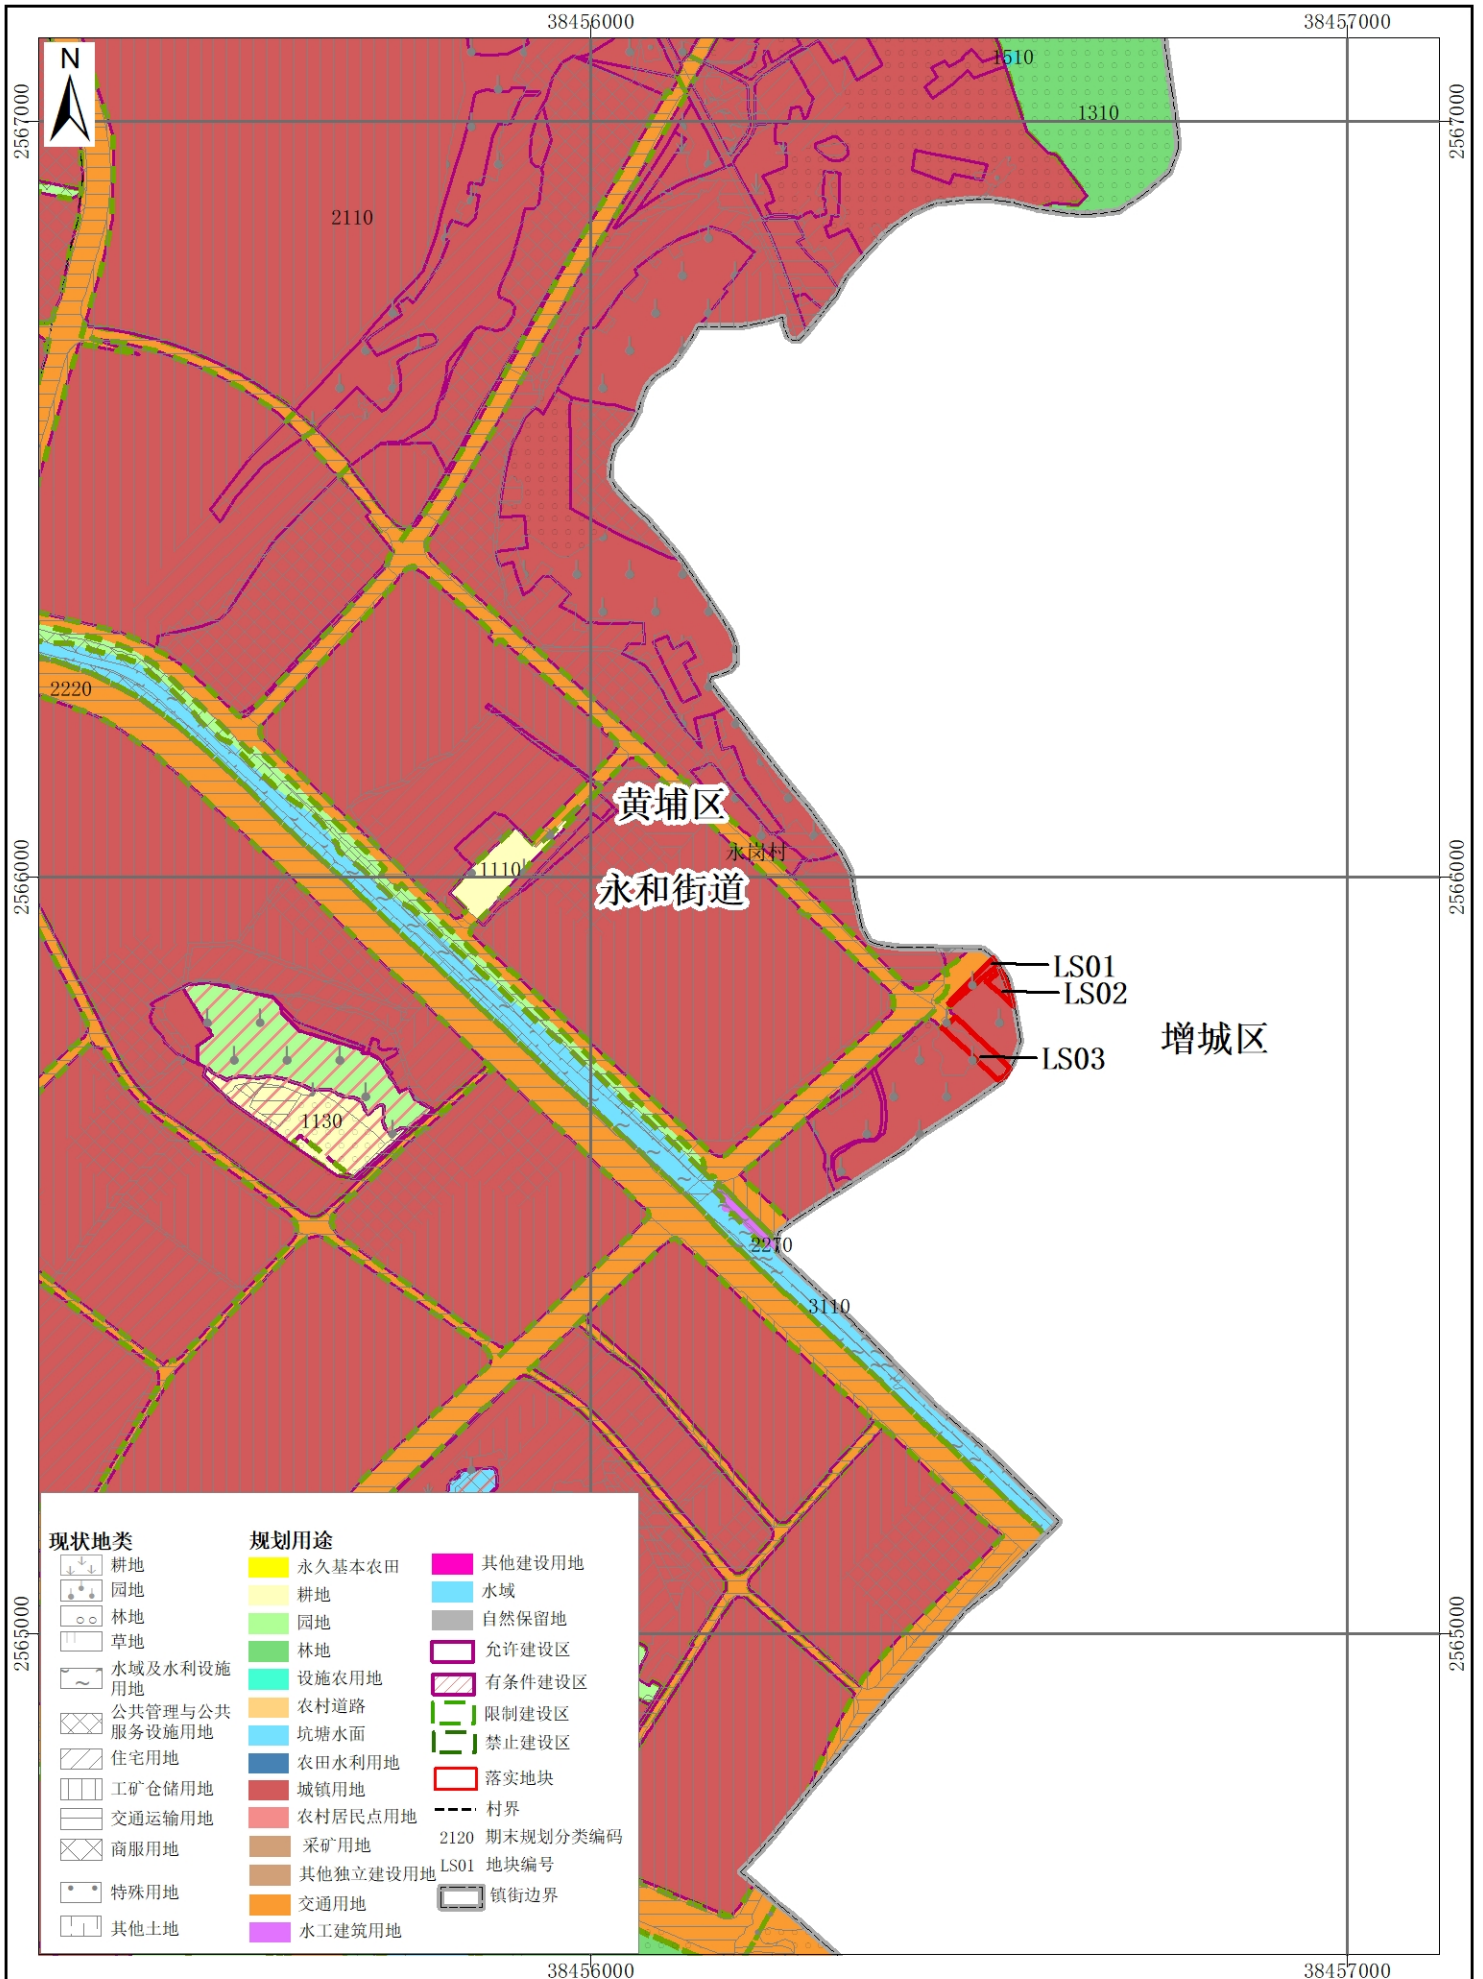 38456000
38457000
N
2567000
2567000
1510
1310
2110
2220
黄埔区
永岗村
1110
永和街道
2566000
2566000
LS01
LS02
增城区
LS03
1130
2270
3110
现状地类
耕地
园地
林地
草地
水域及水利设施
用地
公共管理与公共
服务设施用地
住宅用地
工矿仓储用地
交通运输用地
商服用地
特殊用地
其他土地
规划用途
永久基本农田
耕地
园地
林地
设施农用地
农村道路
坑塘水面
农田水利用地
城镇用地
农村居民点用地
采矿用地
其他独立建设用地
交通用地
水工建筑用地
其他建设用地
水域
自然保留地
允许建设区
有条件建设区
限制建设区
禁止建设区
落实地块
村界
2120 期末规划分类编码
LS01 地块编号
镇街边界
2565000
2565000
38456000
38457000